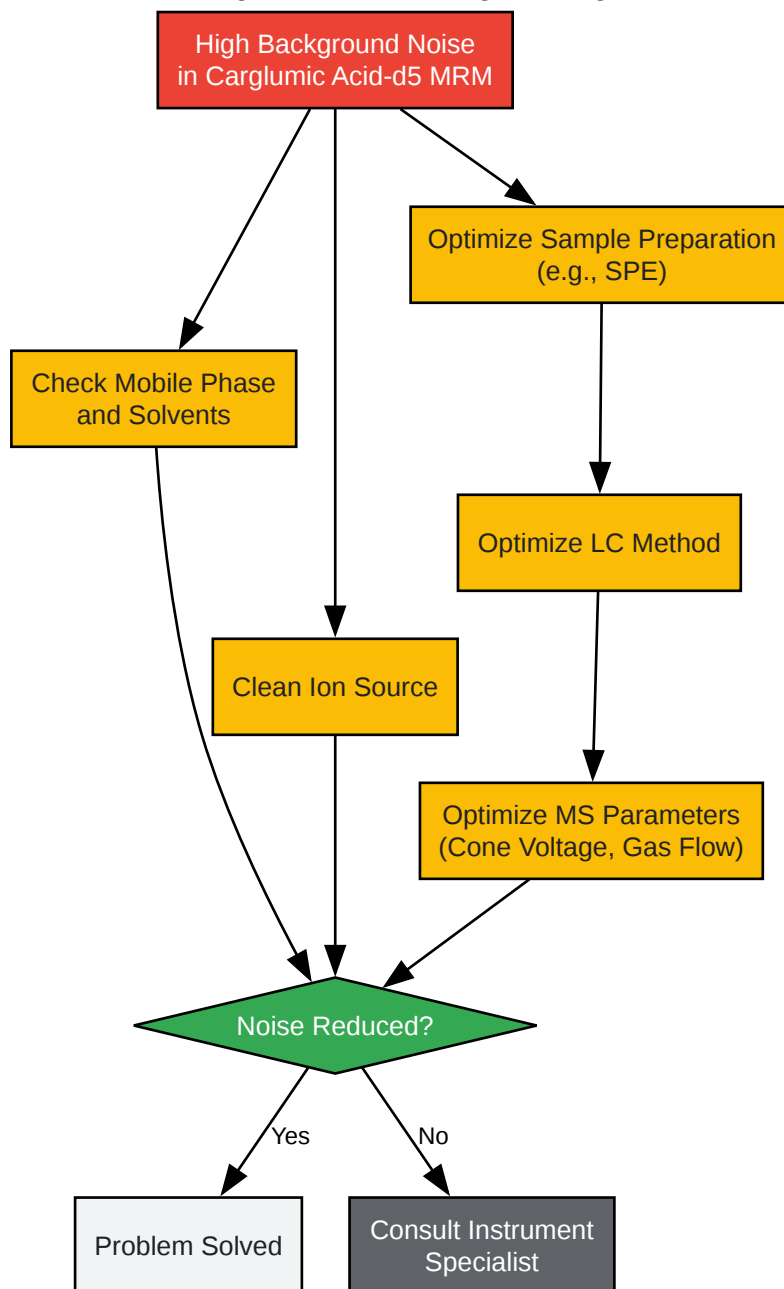 High Background Noise
in Carglumic Acid-d5 MRM
Optimize Sample Preparation
(e.g., SPE)
Check Mobile Phase
and Solvents
Optimize LC Method
Clean Ion Source
Optimize MS Parameters
(Cone Voltage, Gas Flow)
Noise Reduced?
Yes
No
Problem Solved
Consult Instrument
Specialist